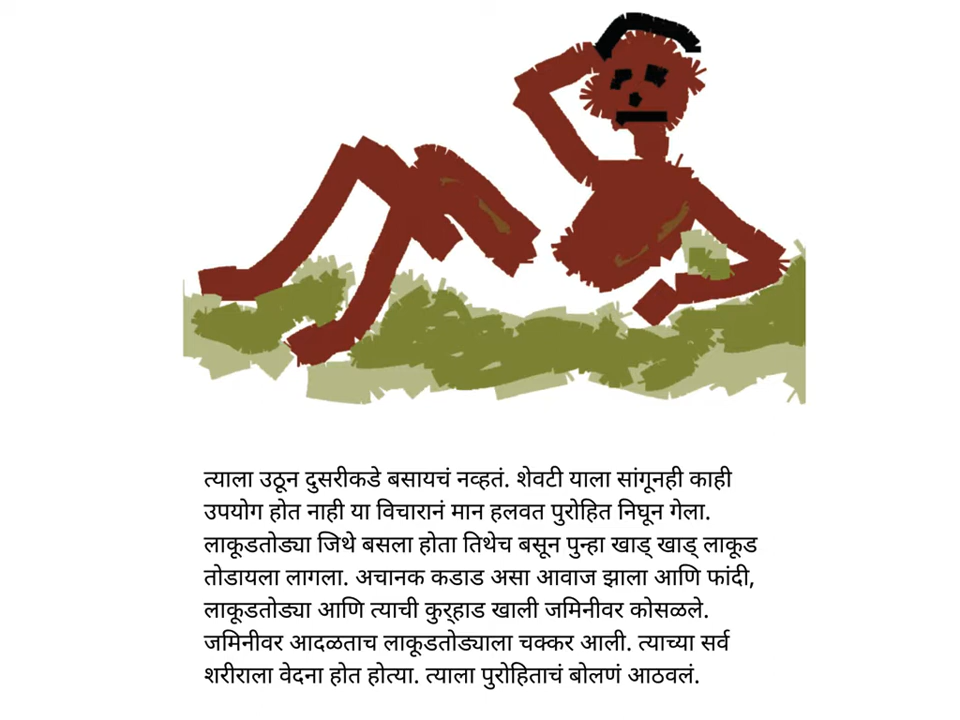 त्याला उठून दुसरीकडे बसायचं नव्हतं. शेवटी याला सांगूनही काही
उपयोग होत नाही या विचारानं मान हलवत पुरोहित निघून गेला.
लाकूडतोड्या जिथे बसला होता तिथेच बसून पुन्हा खाड् खाड् लाकूड
तोडायला लागला. अचानक कडाड असा आवाज झाला आणि फांदी,
लाकूडतोड्या आणि त्याची कुर्‍हाड खाली जमिनीवर कोसळले.
जमिनीवर आदळताच लाकूडतोड्याला चक्कर आली. त्याच्या सर्व
शरीराला वेदना होत होत्या. त्याला पुरोहिताचं बोलणं आठवलं.